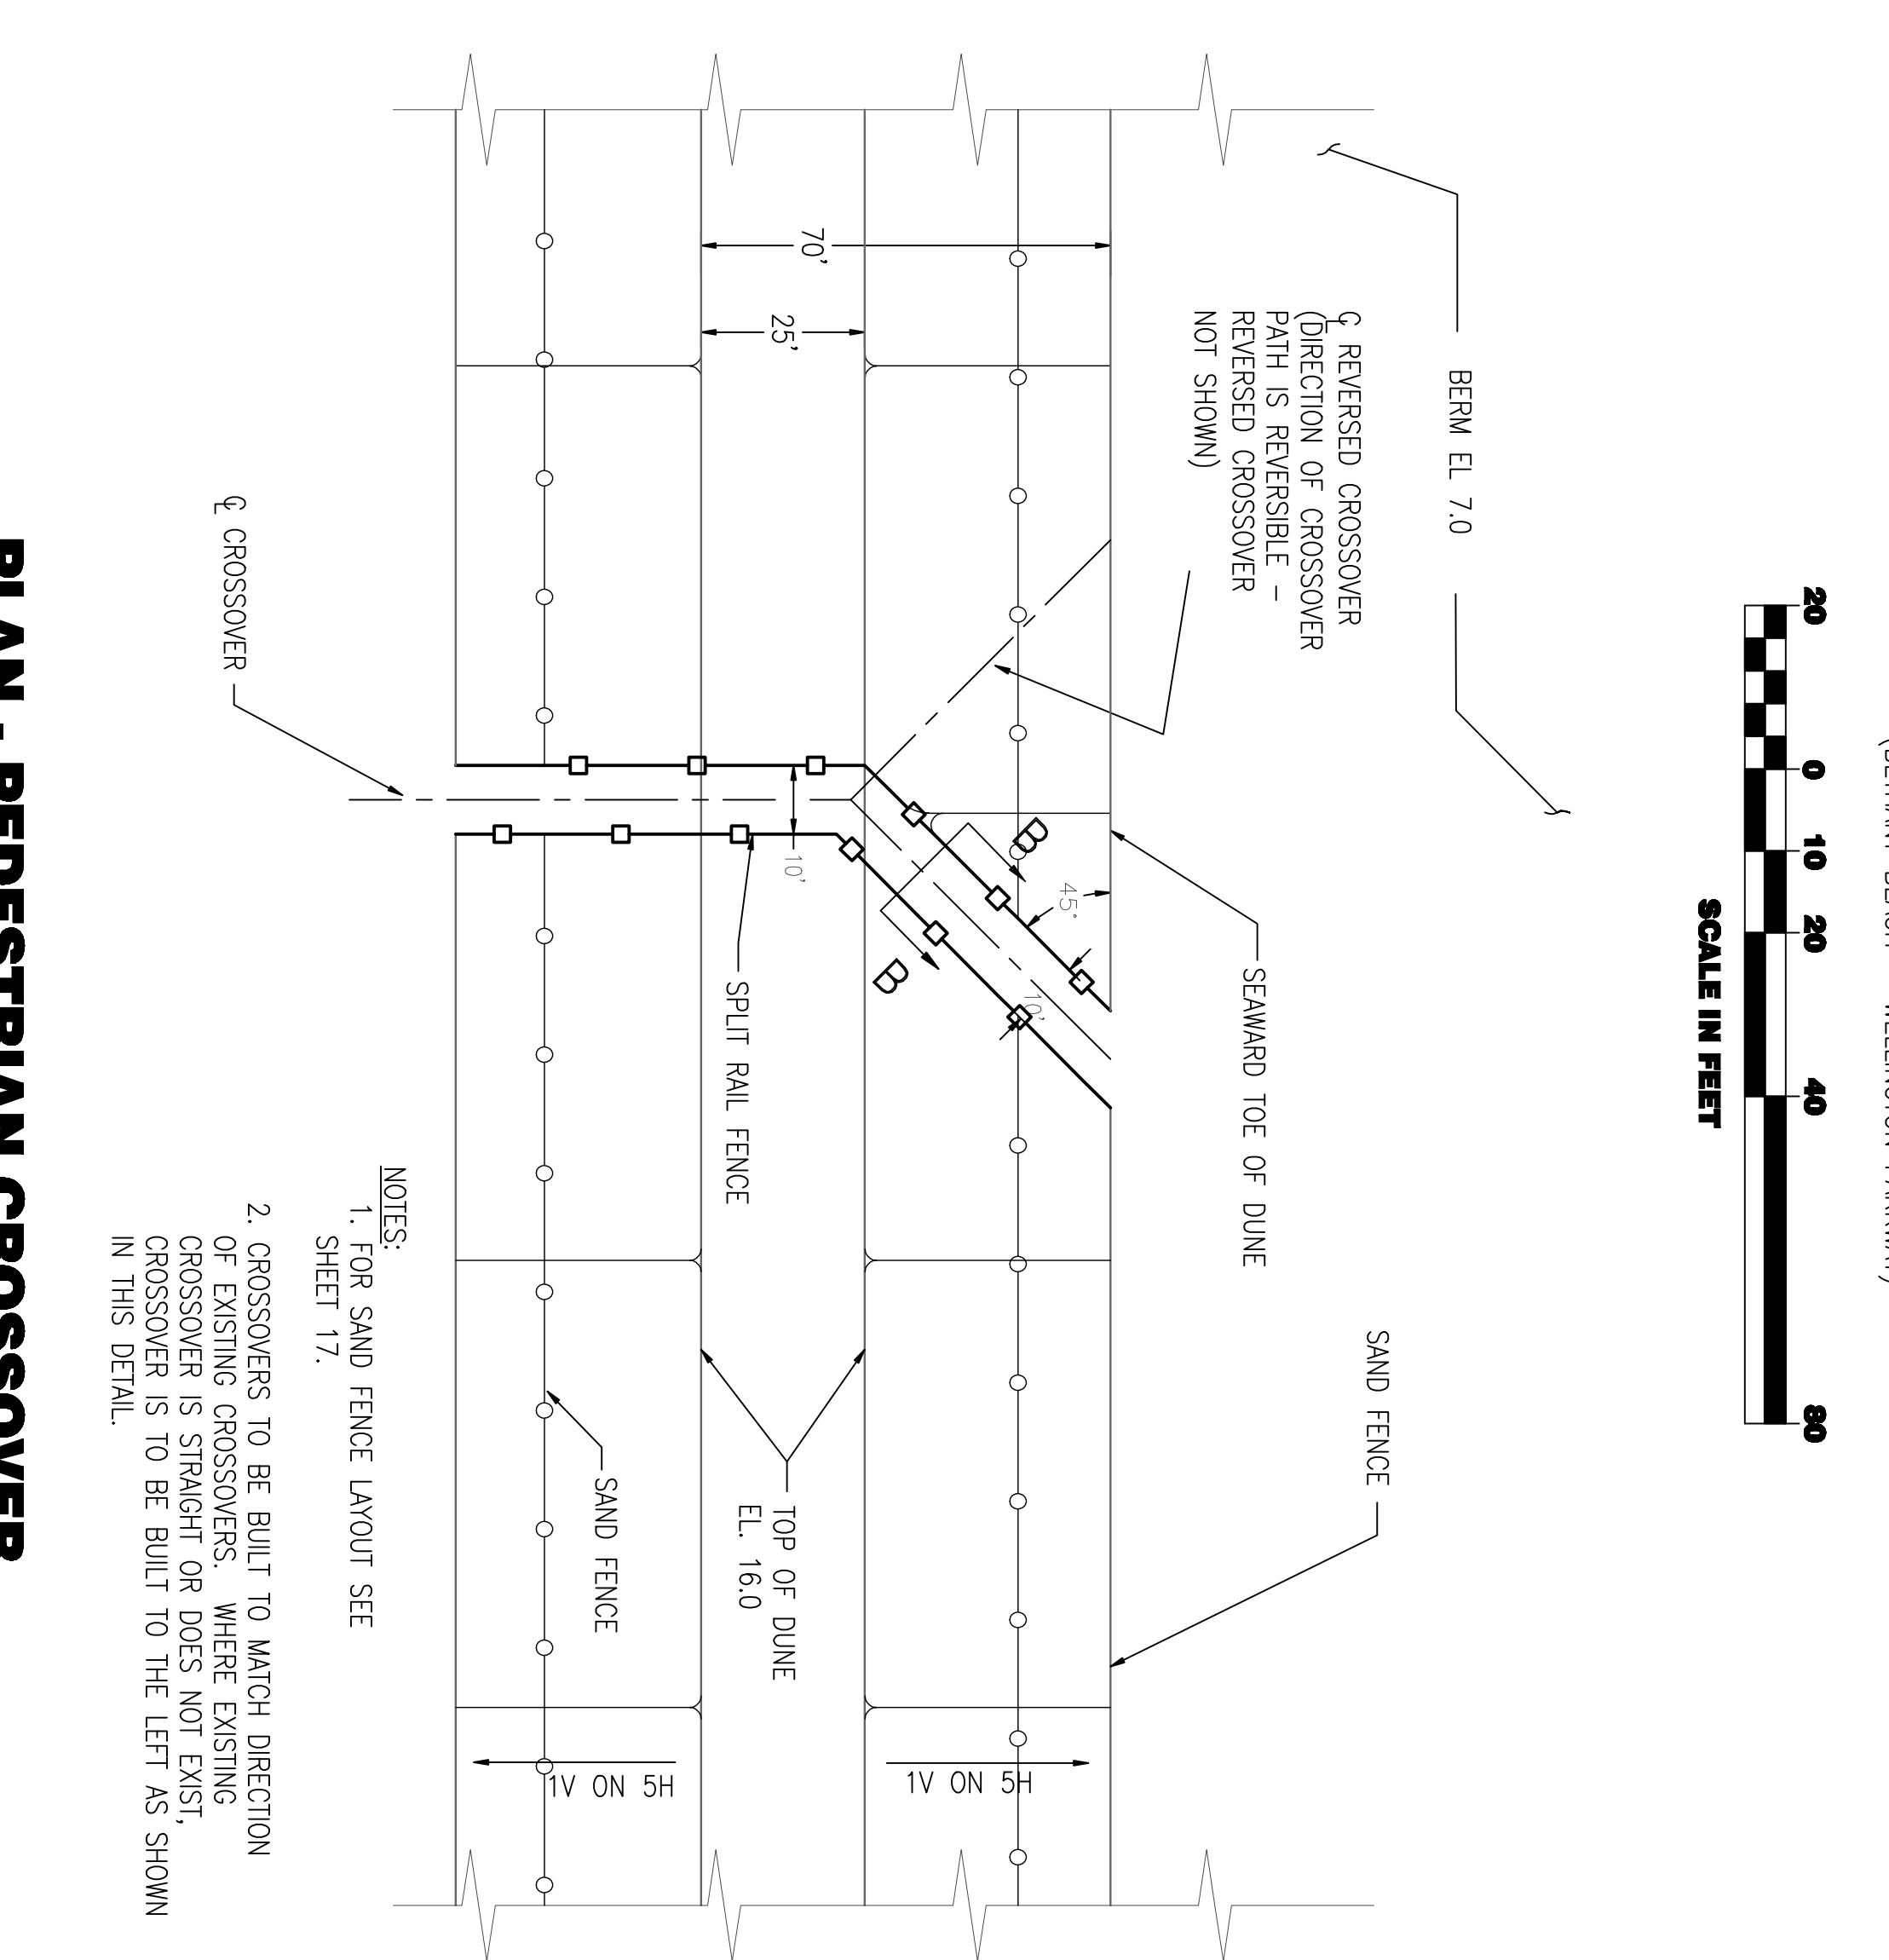 SCALE IN FEET
20
0
10
20
40
80
BERM EL 7.0
℄ REVERSED CROSSOVER
(DIRECTION OF CROSSOVER
PATH IS REVERSIBLE -
REVERSED CROSSOVER
NOT SHOWN)
SAND FENCE
SEAWARD TOE OF DUNE
45°
10'
B
B
70'
25'
10'
TOP OF DUNE
EL. 16.0
SPLIT RAIL FENCE
SAND FENCE
1V ON 5H
1V ON 5H
℄ CROSSOVER
NOTES:
1. FOR SAND FENCE LAYOUT SEE
SHEET 17.
2. CROSSOVERS TO BE BUILT TO MATCH DIRECTION
OF EXISTING CROSSOVERS. WHERE EXISTING
CROSSOVER IS STRAIGHT OR DOES NOT EXIST,
CROSSOVER IS TO BE BUILT TO THE LEFT AS SHOWN
IN THIS DETAIL.
PLAN - PEDESTRIAN CROSSOVER